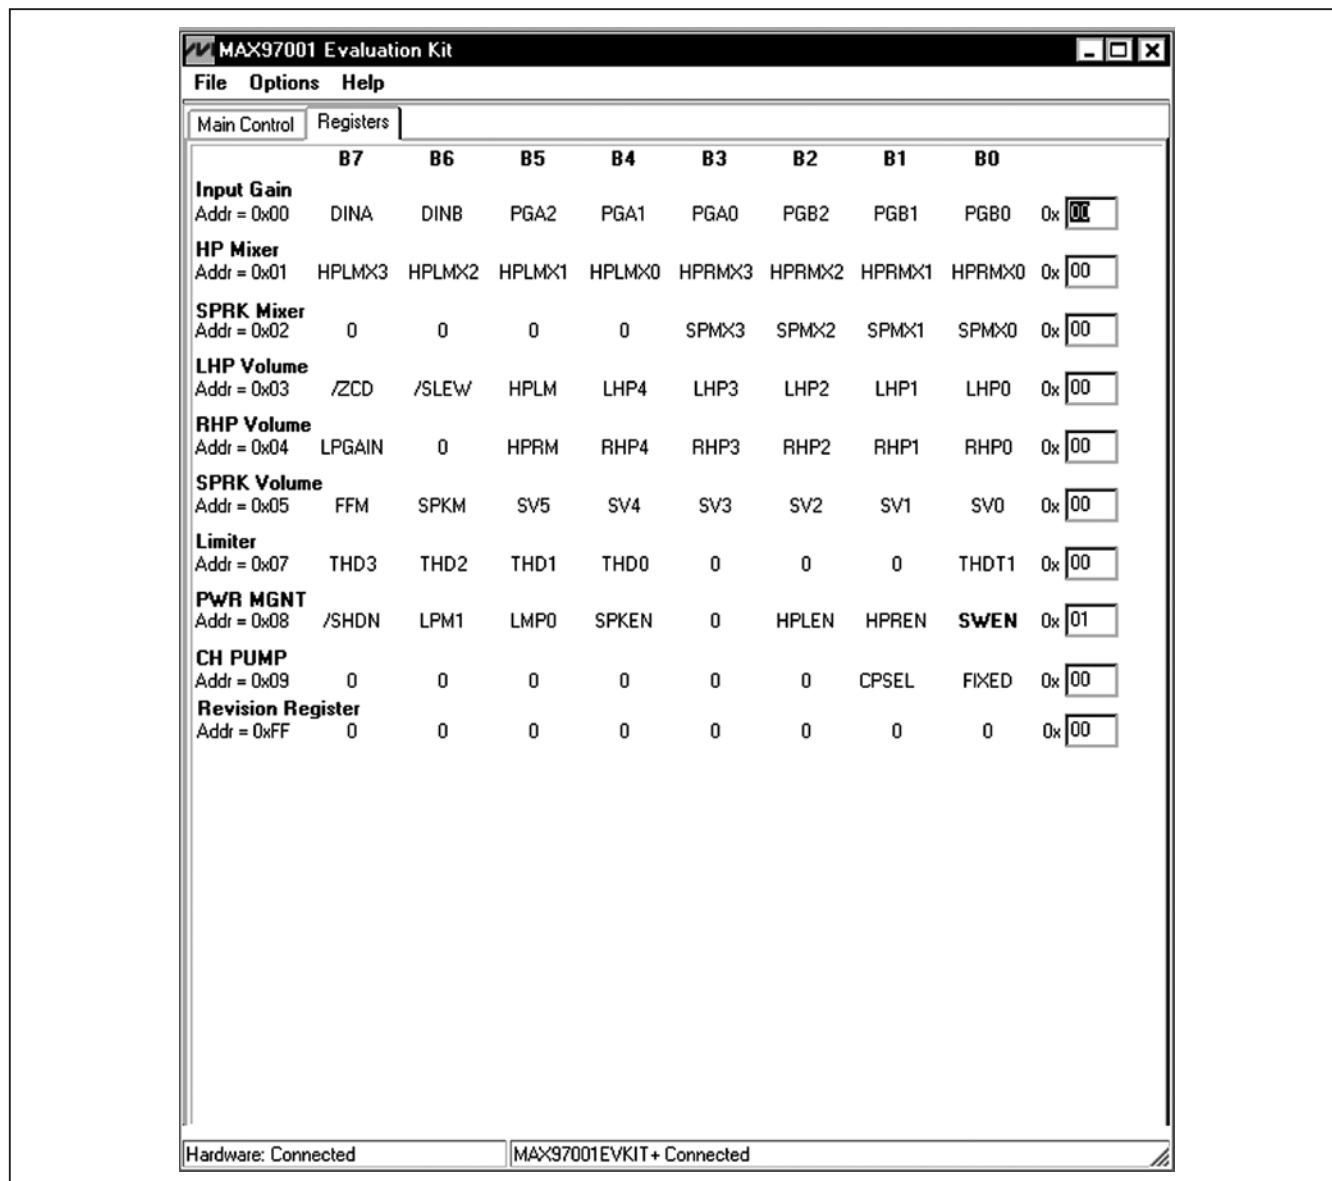 MAX97001 Evaluation Kit
File Options Help
Main Control Registers
B7 B6 B5 B4 B3 B2 B1 B0
Input Gain
Addr = 0x00 DINA DINB PGA2 PGA1 PGA0 PGB2 PGB1 PGB0 0x 00
HP Mixer
Addr = 0x01 HPLMX3 HPLMX2 HPLMX1 HPLMX0 HPRMX3 HPRMX2 HPRMX1 HPRMX0 0x 00
SPRK Mixer
Addr = 0x02 0 0 0 0 SPMX3 SPMX2 SPMX1 SPMX0 0x 00
LHP Volume
Addr = 0x03 /ZCD /SLEW HPLM LHP4 LHP3 LHP2 LHP1 LHP0 0x 00
RHP Volume
Addr = 0x04 LPGAIN 0 HPRM RHP4 RHP3 RHP2 RHP1 RHP0 0x 00
SPRK Volume
Addr = 0x05 FFM SPKM SV5 SV4 SV3 SV2 SV1 SV0 0x 00
Limiter
Addr = 0x07 THD3 THD2 THD1 THD0 0 0 0 THDT1 0x 00
PWR MGNT
Addr = 0x08 /SHDN LPM1 LMP0 SPKEN 0 HPLEN HPREN SWEN 0x 01
CH PUMP
Addr = 0x09 0 0 0 0 0 0 CPSEL FIXED 0x 00
Revision Register
Addr = 0xFF 0 0 0 0 0 0 0 0 0x 00
Hardware: Connected MAX97001EVKIT+ Connected